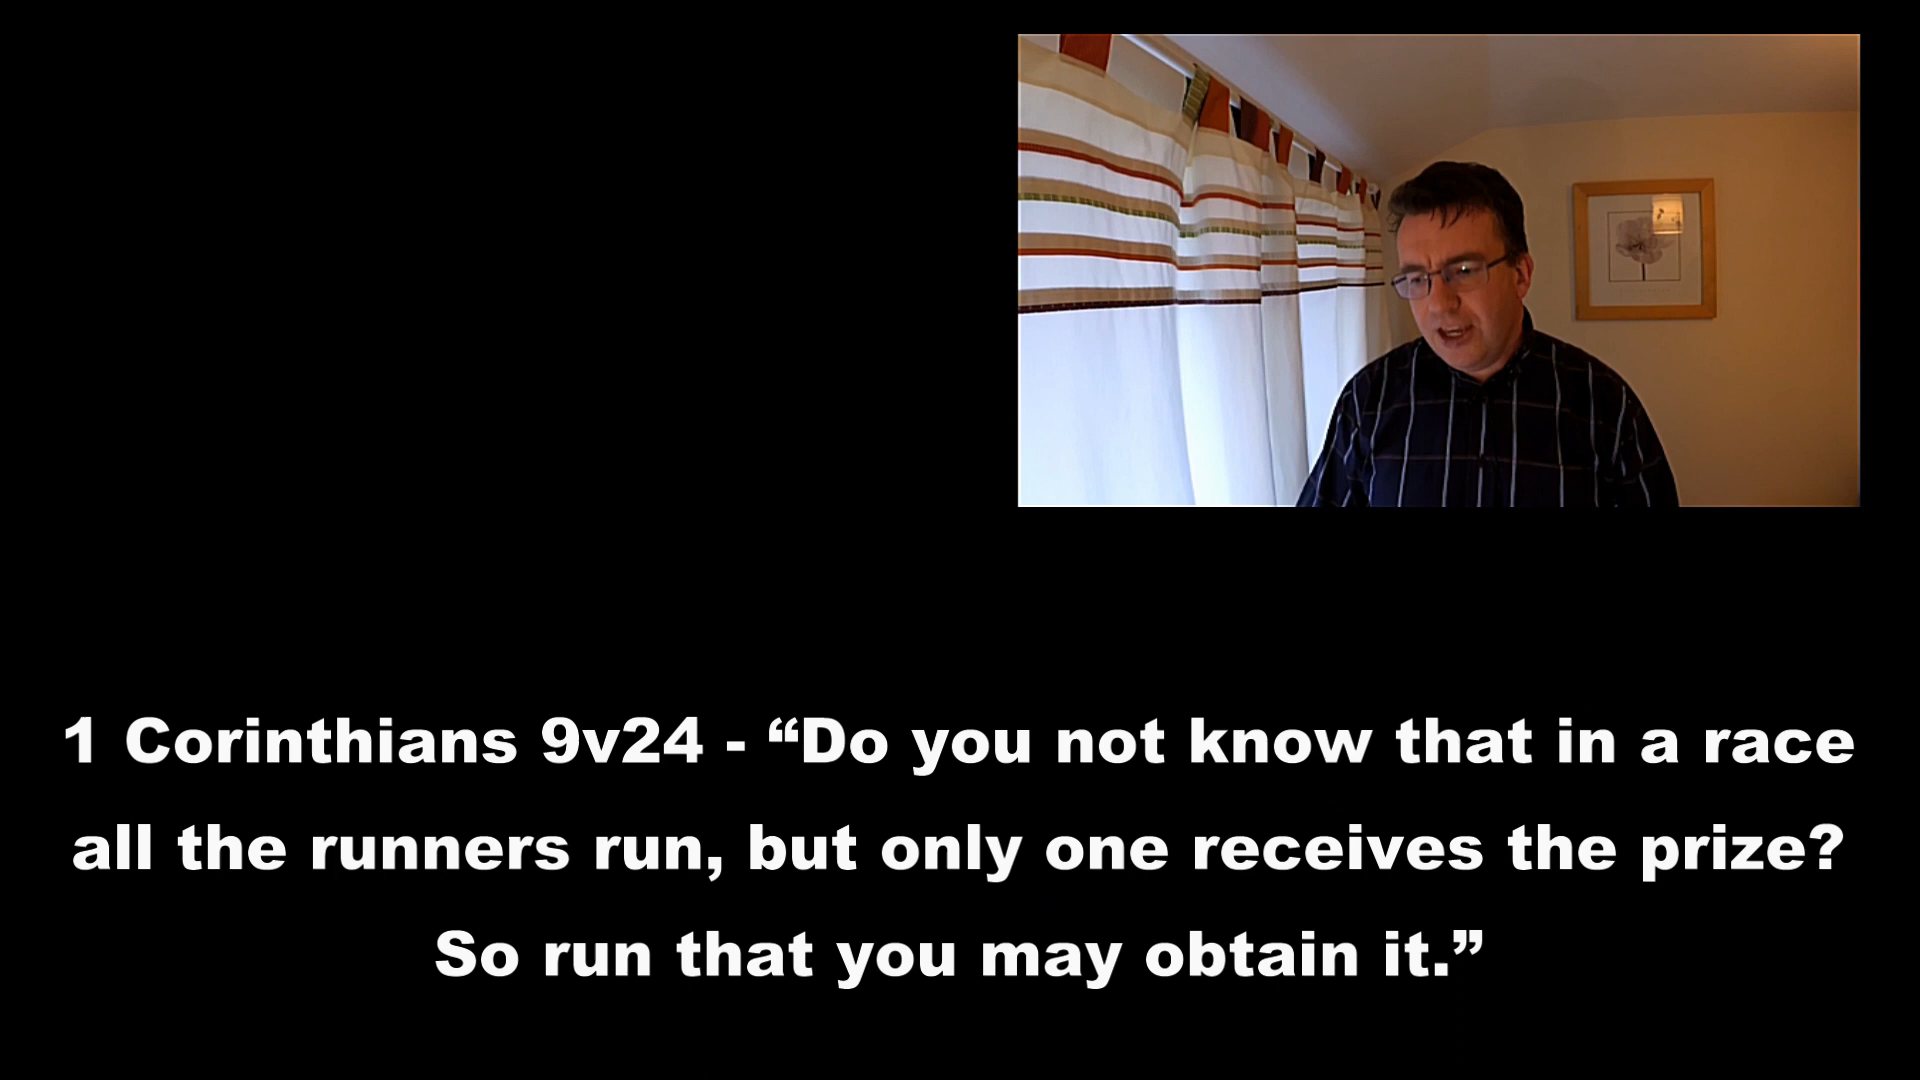 1 Corinthians 9v24 - “Do you not know that in a race
all the runners run, but only one receives the prize?
So run that you may obtain it.”